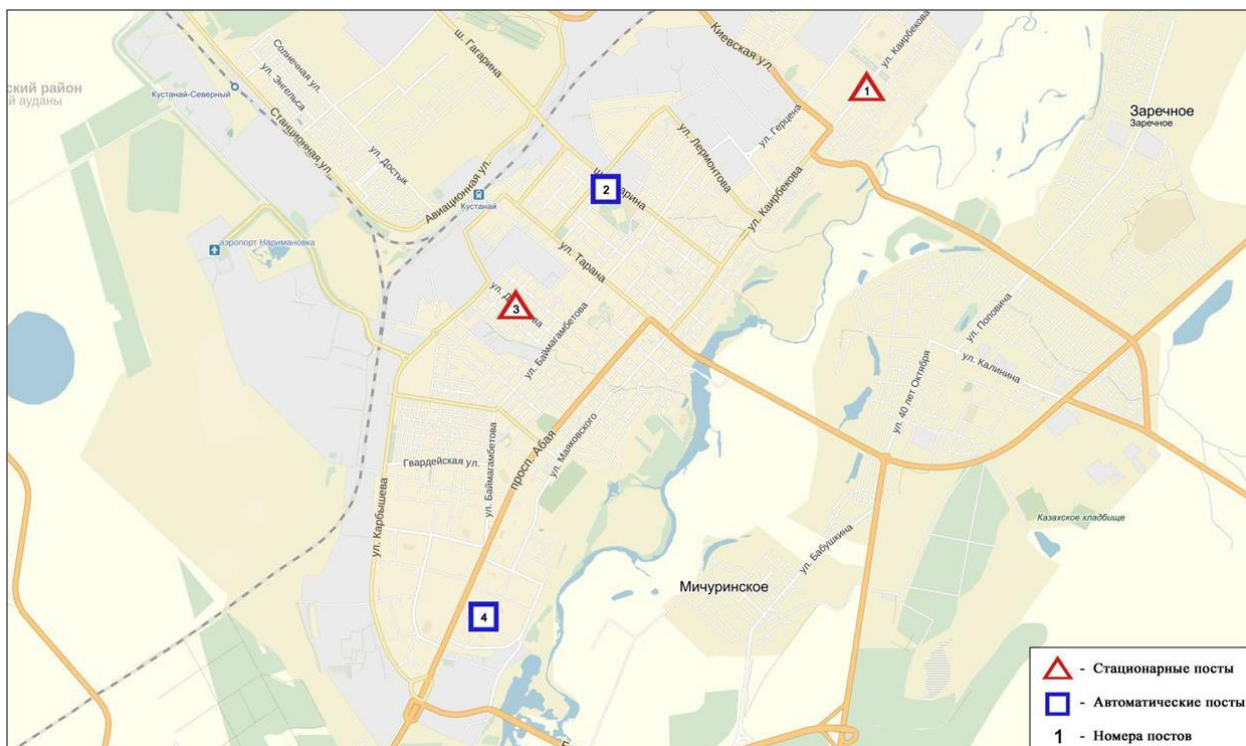 Киевская ул.
ул. Каирбекова
ш. Гагарина
Солнечная ул.
ул. Энгельса
ский район
й ауданы
Кустанай-Северный
Станционная ул.
1
Заречное
Заречное
ул. Герцена
ул. Лермонтова
ул. Достык
Авиационная ул.
Кустанай
2
ул. Каирбекова
аэропорт Наримановка
ул. Тарана
3
ул. Баймагамбетова
ул. Поповича
ул. Калинина
ул. 40 лет Октября
ул. Маяковского
просп. Абая
Гвардейская ул.
ул. Баймагамбетова
ул. Карбышева
Казахское кладбище
ул. Бабушкина
Мичуринское
4
- Стационарные посты
- Автоматические посты
1 - Номера постов